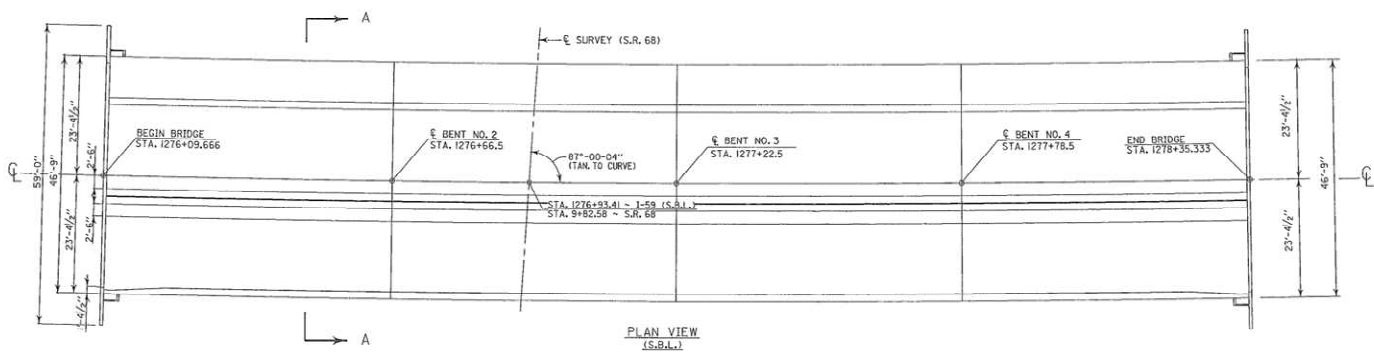 A
℄ SURVEY (S.R. 68)
BEGIN BRIDGE
STA. 1276+09.666
℄ BENT NO. 2
STA. 1276+66.5
87°-00-04"
(TAN. TO CURVE)
℄ BENT NO. 3
STA. 1277+22.5
℄ BENT NO. 4
STA. 1277+78.5
END BRIDGE
STA. 1278+35.333
STA. 1276+93.41 ~ I-59 (S.B.L.)
STA. 9+82.58 ~ S.R. 68
℄
59'-0"
46'-9"
23'-4½"
2'-6"
23'-4½"
2'-6"
23'-4½"
23'-4½"
46'-9"
℄
A
PLAN VIEW
(S.B.L.)